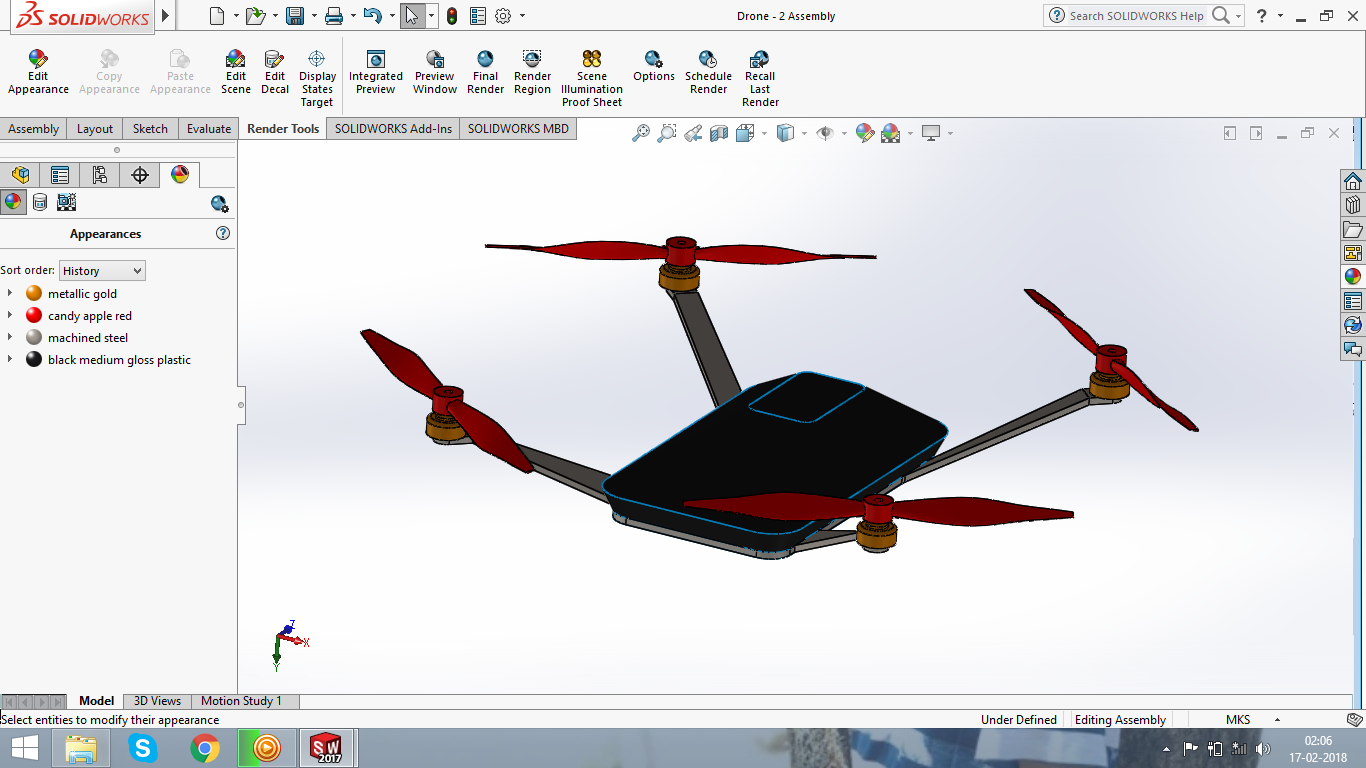 SOLIDWORKS
Drone - 2 Assembly
Search SOLIDWORKS Help
?
Edit
Appearance
Copy
Appearance
Paste
Appearance
Edit
Scene
Edit
Decal
Display
States
Target
Integrated
Preview
Preview
Window
Final
Render
Render
Region
Scene
Illumination
Proof Sheet
Options
Schedule
Render
Recall
Last
Render
Assembly
Layout
Sketch
Evaluate
Render Tools
SOLIDWORKS Add-Ins
SOLIDWORKS MBD
Appearances
?
Sort order:
History
metallic gold
candy apple red
machined steel
black medium gloss plastic
Z
X
Y
Model
3D Views
Motion Study 1
Select entities to modify their appearance
Under Defined
Editing Assembly
MKS
S
SW
2017
02:06
17-02-2018